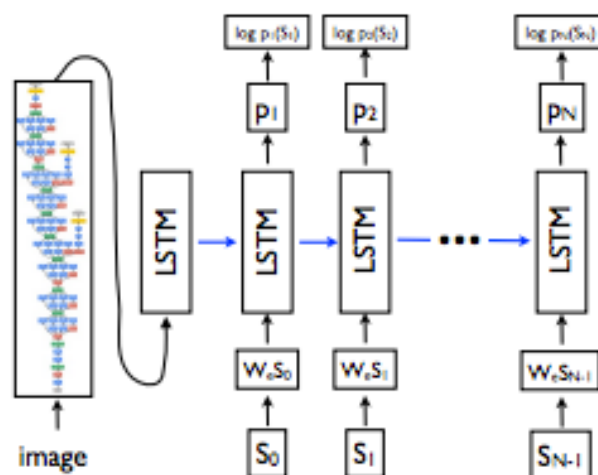 log p₁(S₁) log p₂(S₂) log pN(SN)
p₁ p₂ pN
LSTM LSTM LSTM ... LSTM
WₑS₀ WₑS₁ WₑSN-1
image S₀ S₁ SN-1